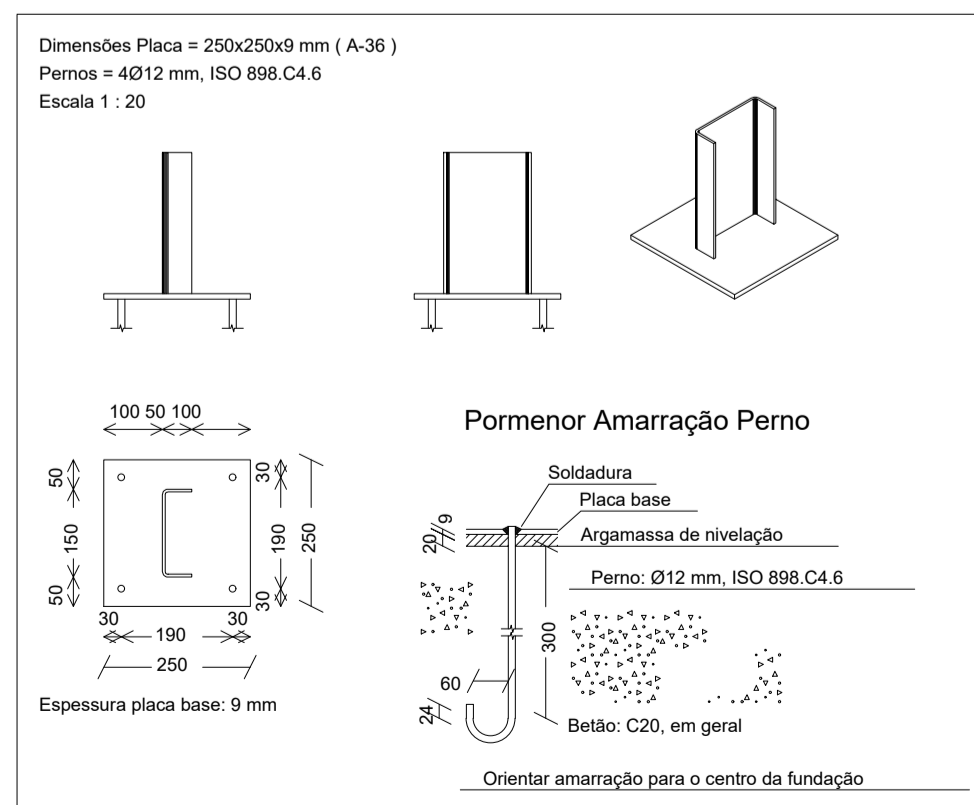 Dimensões Placa = 250x250x9 mm ( A-36 )
Pernos = 4Ø12 mm, ISO 898.C4.6
Escala 1 : 20
100 50 100
50
150
50
30
190
30
250
30
30
190
250
Espessura placa base: 9 mm
Pormenor Amarração Perno
Soldadura
Placa base
9
20
Argamassa de nivelação
Perno: Ø12 mm, ISO 898.C4.6
300
60
24
Betão: C20, em geral
Orientar amarração para o centro da fundação